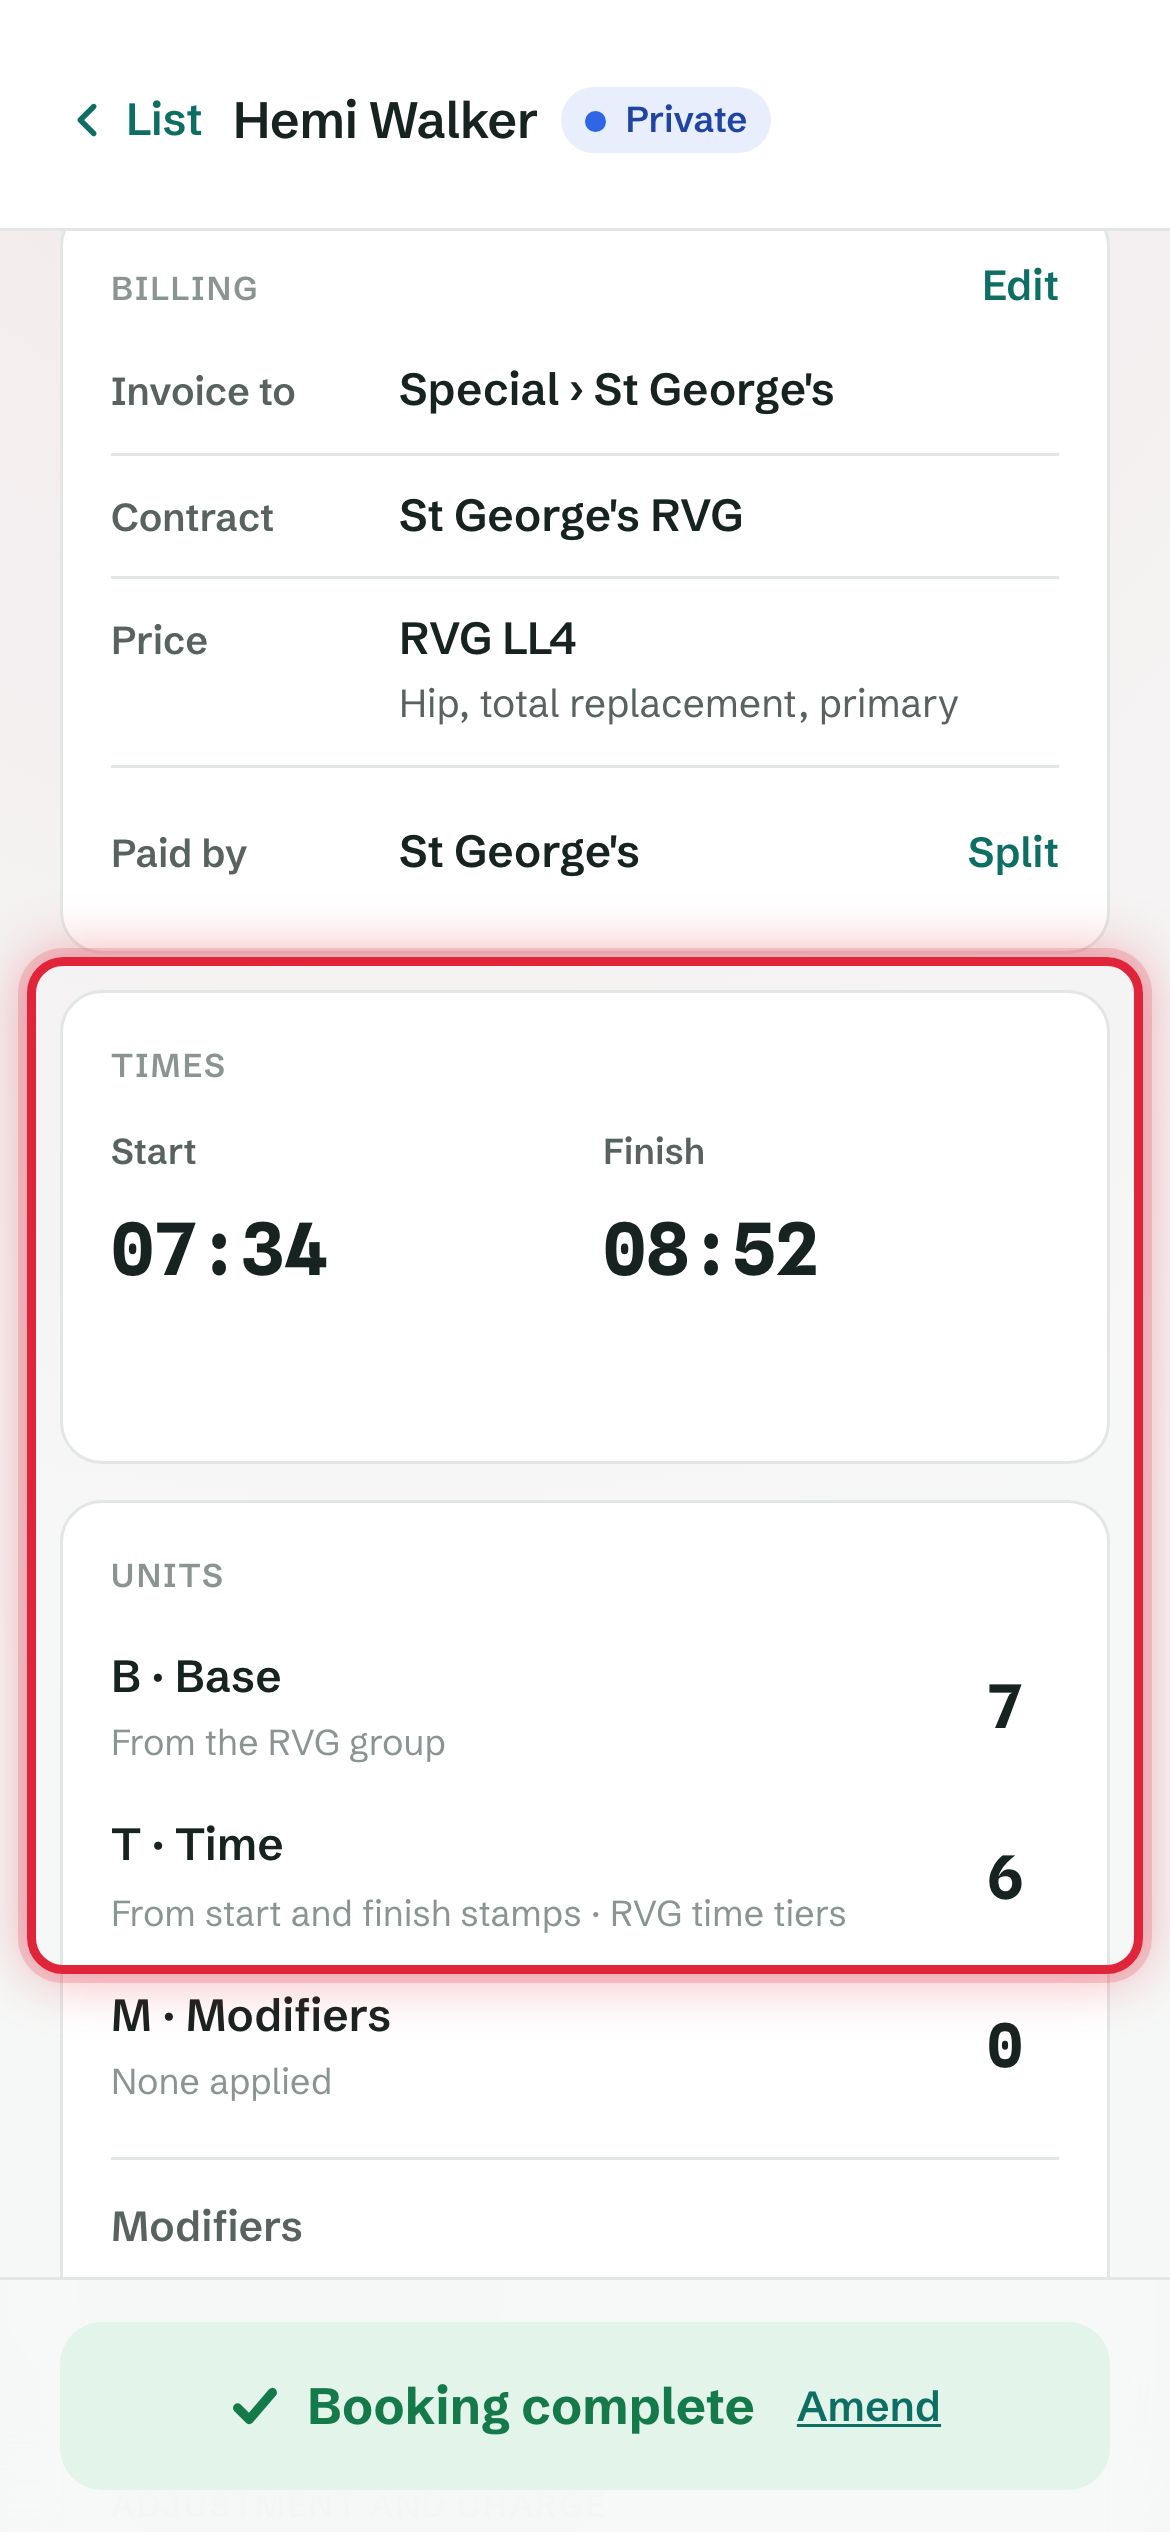 List Hemi Walker Private
BILLING Edit
Invoice to Special › St George's
Contract St George's RVG
Price RVG LL4
Hip, total replacement, primary
Paid by St George's Split
TIMES
Start Finish
07:34 08:52
UNITS
B · Base 7
From the RVG group
T · Time 6
From start and finish stamps · RVG time tiers
M · Modifiers 0
None applied
Modifiers
Booking complete Amend
ADJUSTMENT AND CHARGE